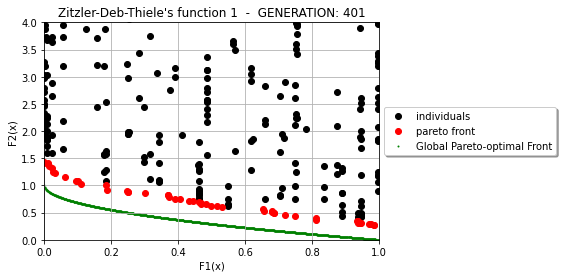 Zitzler-Deb-Thiele's function 1 - GENERATION: 401
4.0
3.5
3.0
2.5
2.0
1.5
1.0
0.5
0.0
F2(x)
0.0 0.2 0.4 0.6 0.8 1.0
F1(x)
individuals
pareto front
Global Pareto-optimal Front